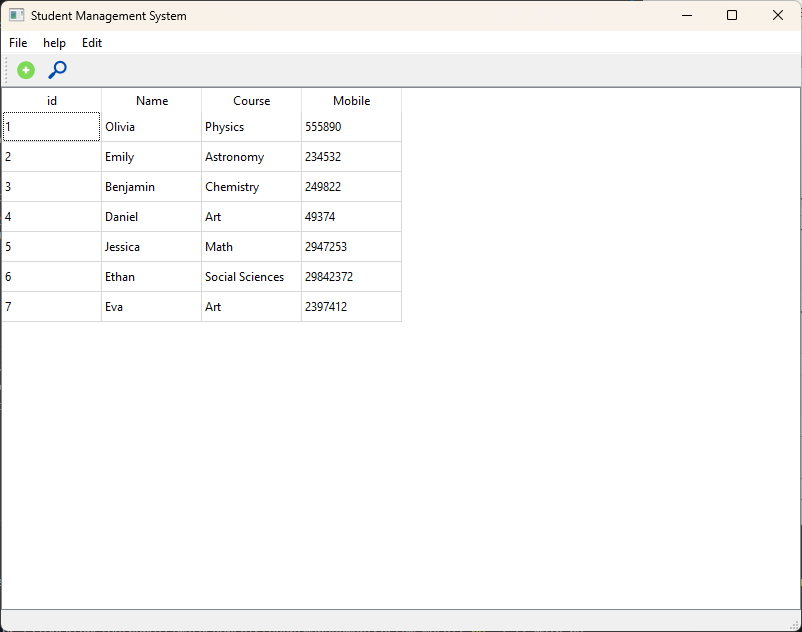 Student Management System
File help Edit
id Name Course Mobile
1 Olivia Physics 555890
2 Emily Astronomy 234532
3 Benjamin Chemistry 249822
4 Daniel Art 49374
5 Jessica Math 2947253
6 Ethan Social Sciences 29842372
7 Eva Art 2397412